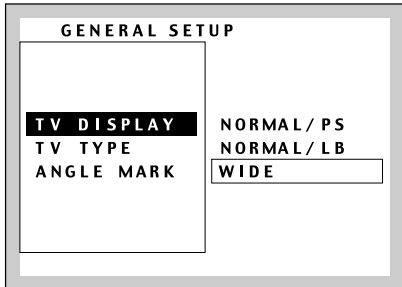 GENERAL SETUP
TV DISPLAY
TV TYPE
ANGLE MARK
NORMAL/PS
NORMAL/LB
WIDE